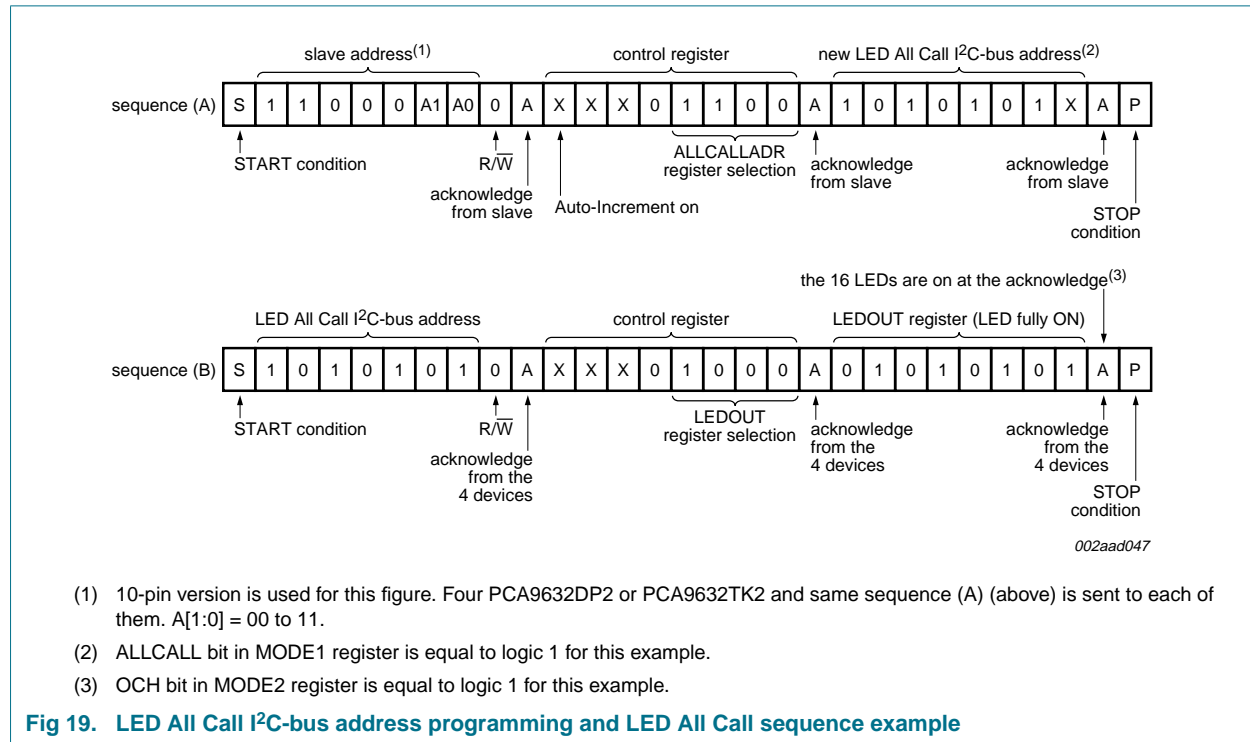 slave address(1) control register new LED All Call I2C-bus address(2)
sequence (A) S 1 1 0 0 0 A1 A0 0 A X X X 0 1 1 0 0 A 1 0 1 0 1 0 1 X A P
START condition
R/W
acknowledge
from slave
Auto-Increment on
ALLCALLADR
register selection
acknowledge
from slave
acknowledge
from slave
STOP
condition
the 16 LEDs are on at the acknowledge(3)
LED All Call I2C-bus address control register LEDOUT register (LED fully ON)
sequence (B) S 1 0 1 0 1 0 1 0 A X X X 0 1 0 0 0 A 0 1 0 1 0 1 0 1 A P
START condition
R/W
acknowledge
from the
4 devices
LEDOUT
register selection
acknowledge
from the
4 devices
acknowledge
from the
4 devices
STOP
condition
002aad047
(1) 10-pin version is used for this figure. Four PCA9632DP2 or PCA9632TK2 and same sequence (A) (above) is sent to each of
them. A[1:0] = 00 to 11.
(2) ALLCALL bit in MODE1 register is equal to logic 1 for this example.
(3) OCH bit in MODE2 register is equal to logic 1 for this example.
Fig 19. LED All Call I2C-bus address programming and LED All Call sequence example